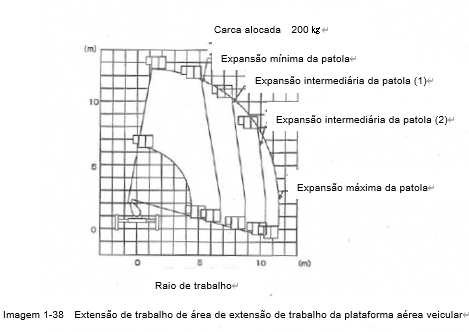 Carca alocada 200 kg
(m)
Expansão mínima da patola
Expansão intermediária da patola (1)
10
Expansão intermediária da patola (2)
5
Expansão máxima da patola
0
0 5 10 (m)
Raio de trabalho
Imagem 1-38 Extensão de trabalho de área de extensão de trabalho da plataforma aérea veicular